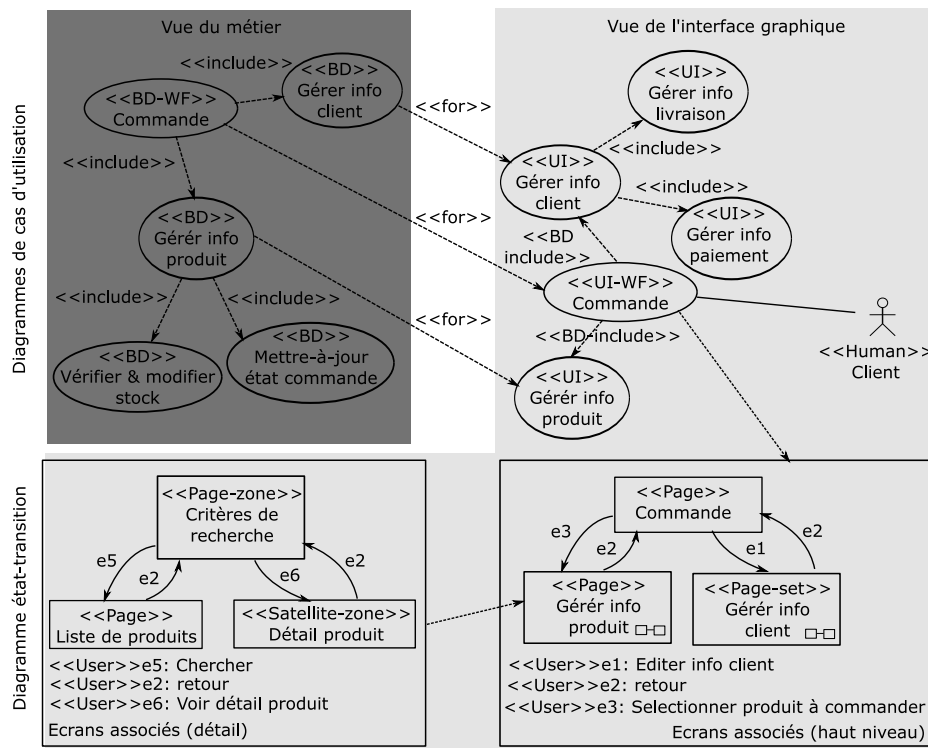 Vue du métier
Vue de l'interface graphique
Diagrammes de cas d'utilisation
<<include>>
<<BD>>
Gérer info
client
<<BD-WF>>
Commande
<<for>>
<<UI>>
Gérer info
livraison
<<include>>
<<include>>
<<UI>>
Gérer info
client
<<include>>
<<BD>>
Gérér info
produit
<<for>>
<<BD
include>>
<<UI>>
Gérer info
paiement
<<UI-WF>>
Commande
<<include>>
<<include>>
<<for>>
<<BD-include>>
<<BD>>
Vérifier & modifier
stock
<<BD>>
Mettre-à-jour
état commande
<<UI>>
Gérér info
produit
<<Human>>
Client
Diagramme état-transition
<<Page-zone>>
Critères de
recherche
e5
e2
e6
e2
<<Page>>
Liste de produits
<<Satellite-zone>>
Détail produit
<<User>>e5: Chercher
<<User>>e2: retour
<<User>>e6: Voir détail produit
Ecrans associés (détail)
<<Page>>
Commande
e3
e2
e1
e2
<<Page>>
Gérér info
produit
<<Page-set>>
Gérér info
client
<<User>>e1: Editer info client
<<User>>e2: retour
<<User>>e3: Selectionner produit à commander
Ecrans associés (haut niveau)